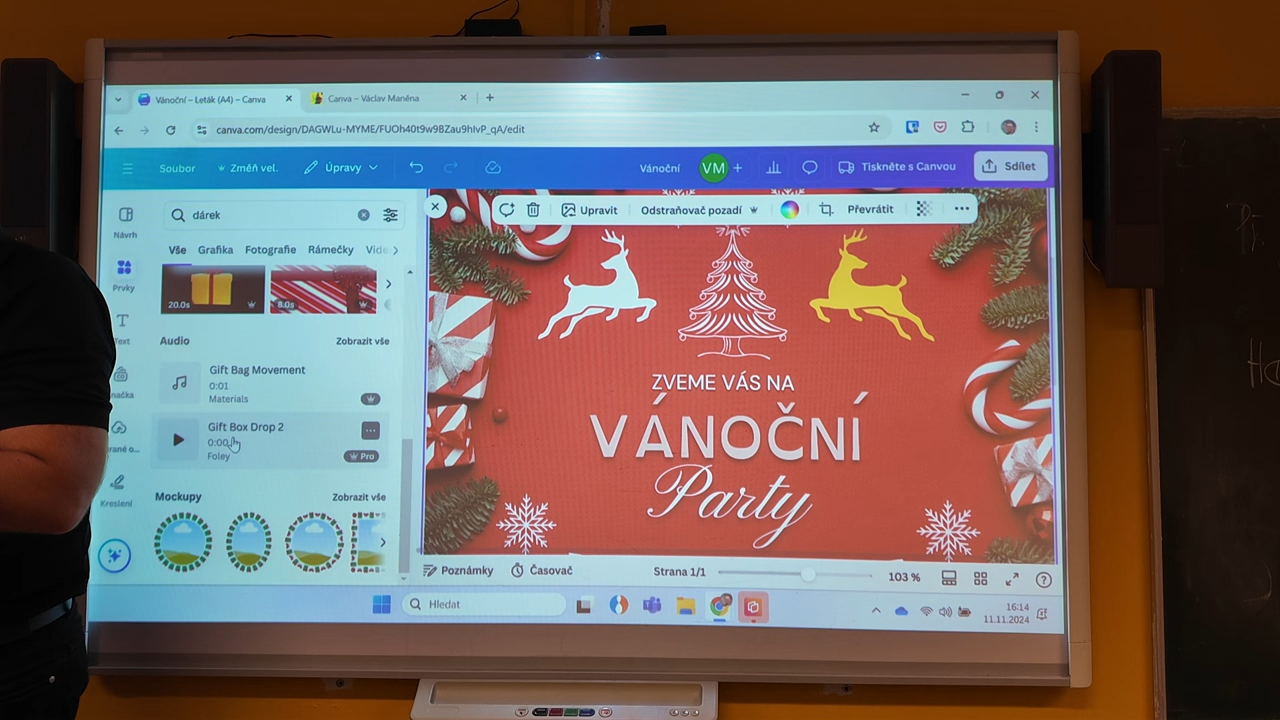 Vánoční – Leták (A4) – Canva
Canva – Václav Maněna
canva.com/design/DAGWLu-MYME/FUOh40t9w9BZau9hIvP_qA/edit
Soubor
Změň vel.
Úpravy
Vánoční
VM
Tiskněte s Canvou
Sdílet
dárek
Upravit
Odstraňovač pozadí
Převrátit
Návrh
Prvky
Text
Kreslení
Vše Grafika Fotografie Rámečky
20.0s
8.0s
Audio
Zobrazit vše
Gift Bag Movement
0:01
Materials
Gift Box Drop 2
0:00
Foley
Pro
Mockupy
Zobrazit vše
ZVEME VÁS NA
VÁNOČNÍ
Party
Poznámky
Časovač
Strana 1/1
103 %
Hledat
16:14
11.11.2024